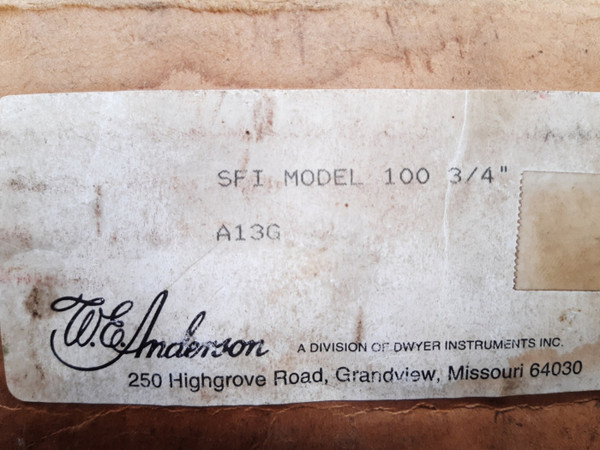 SFI MODEL 100 3/4"
A13G
W.E. Anderson A DIVISION OF DWYER INSTRUMENTS INC.
250 Highgrove Road, Grandview, Missouri 64030